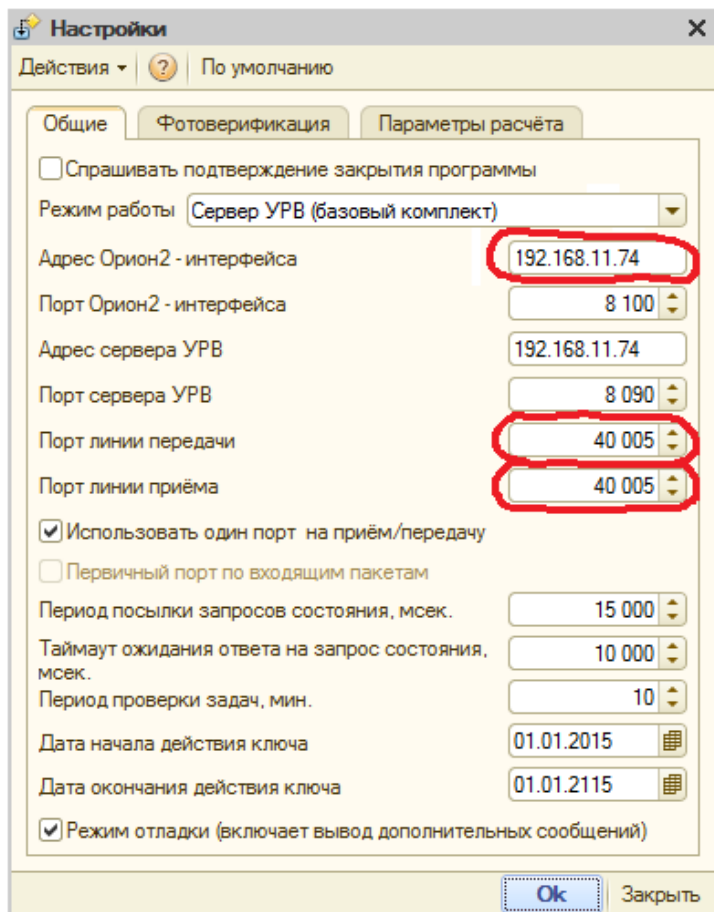 Настройки
Действия По умолчанию
Общие Фотоверификация Параметры расчёта
Спрашивать подтверждение закрытия программы
Режим работы Сервер УРВ (базовый комплект)
Адрес Орион2 - интерфейса 192.168.11.74
Порт Орион2 - интерфейса 8 100
Адрес сервера УРВ 192.168.11.74
Порт сервера УРВ 8 090
Порт линии передачи 40 005
Порт линии приёма 40 005
Использовать один порт на приём/передачу
Первичный порт по входящим пакетам
Период посылки запросов состояния, мсек. 15 000
Таймаут ожидания ответа на запрос состояния, 10 000
мсек.
Период проверки задач, мин. 10
Дата начала действия ключа 01.01.2015
Дата окончания действия ключа 01.01.2115
Режим отладки (включает вывод дополнительных сообщений)
Ok Закрыть